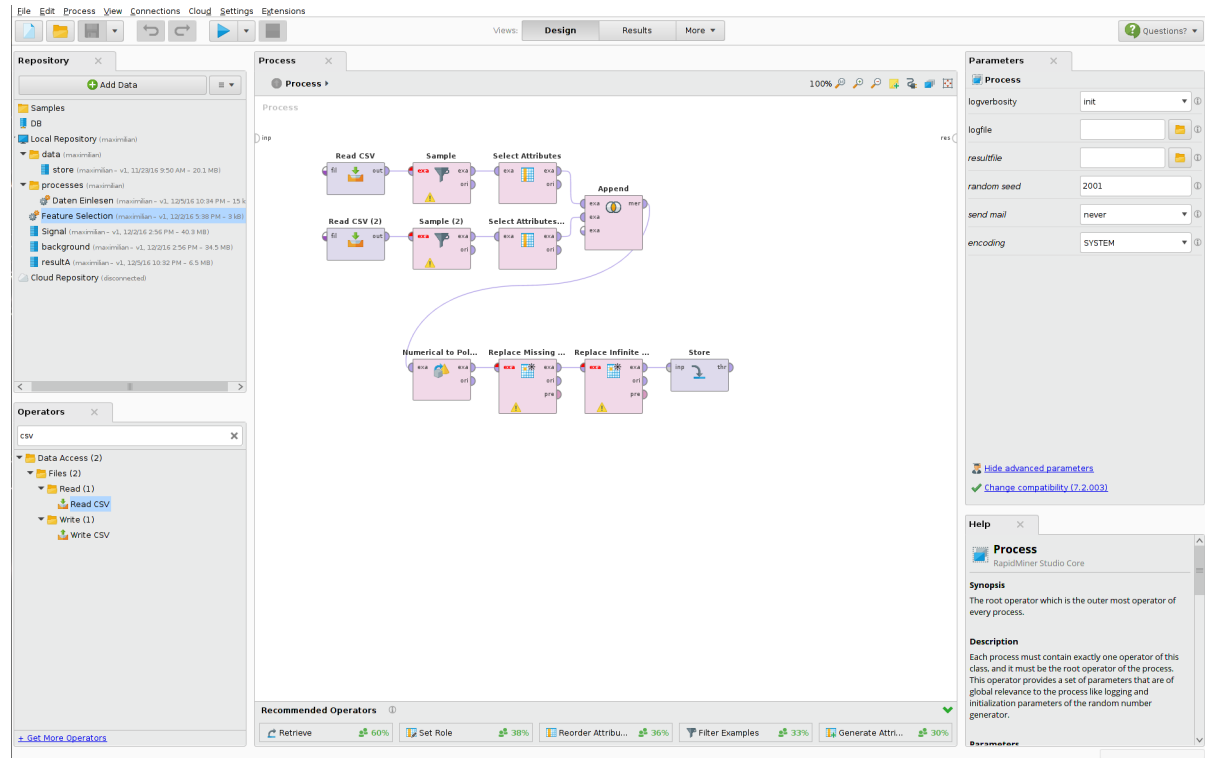 File Edit Process View Connections Cloud Settings Extensions
Views: Design Results More
Questions?
Repository
Add Data
Samples
DB
Local Repository (maximilian)
data (maximilian)
store (maximilian – v1, 11/23/16 9:50 AM – 20.1 MB)
processes (maximilian)
Daten Einlesen (maximilian – v1, 12/5/16 10:34 PM – 15 k
Feature Selection (maximilian – v1, 12/2/16 5:38 PM – 3 kB)
Signal (maximilian – v1, 12/2/16 2:56 PM – 40.3 MB)
background (maximilian – v1, 12/2/16 2:56 PM – 34.5 MB)
resultA (maximilian – v1, 12/5/16 10:32 PM – 6.5 MB)
Cloud Repository (disconnected)
Operators
csv
Data Access (2)
Files (2)
Read (1)
Read CSV
Write (1)
Write CSV
+ Get More Operators
Process
Process
100%
Process
inp
res
Read CSV
fil out
Sample
exa exa
ori
Select Attributes
exa exa
ori
Append
exa mer
exa
exa
Read CSV (2)
fil out
Sample (2)
exa exa
ori
Select Attributes...
exa exa
ori
Numerical to Pol...
exa exa
ori
Replace Missing ...
exa exa
ori
pre
Replace Infinite ...
exa exa
ori
pre
Store
inp thr
Recommended Operators
Retrieve 60%
Set Role 38%
Reorder Attribu... 36%
Filter Examples 33%
Generate Attri... 30%
Parameters
Process
logverbosity init
logfile
resultfile
random seed 2001
send mail never
encoding SYSTEM
Hide advanced parameters
Change compatibility (7.2.003)
Help
Process
RapidMiner Studio Core
Synopsis
The root operator which is the outer most operator of
every process.
Description
Each process must contain exactly one operator of this
class, and it must be the root operator of the process.
This operator provides a set of parameters that are of
global relevance to the process like logging and
initialization parameters of the random number
generator.
Parameters